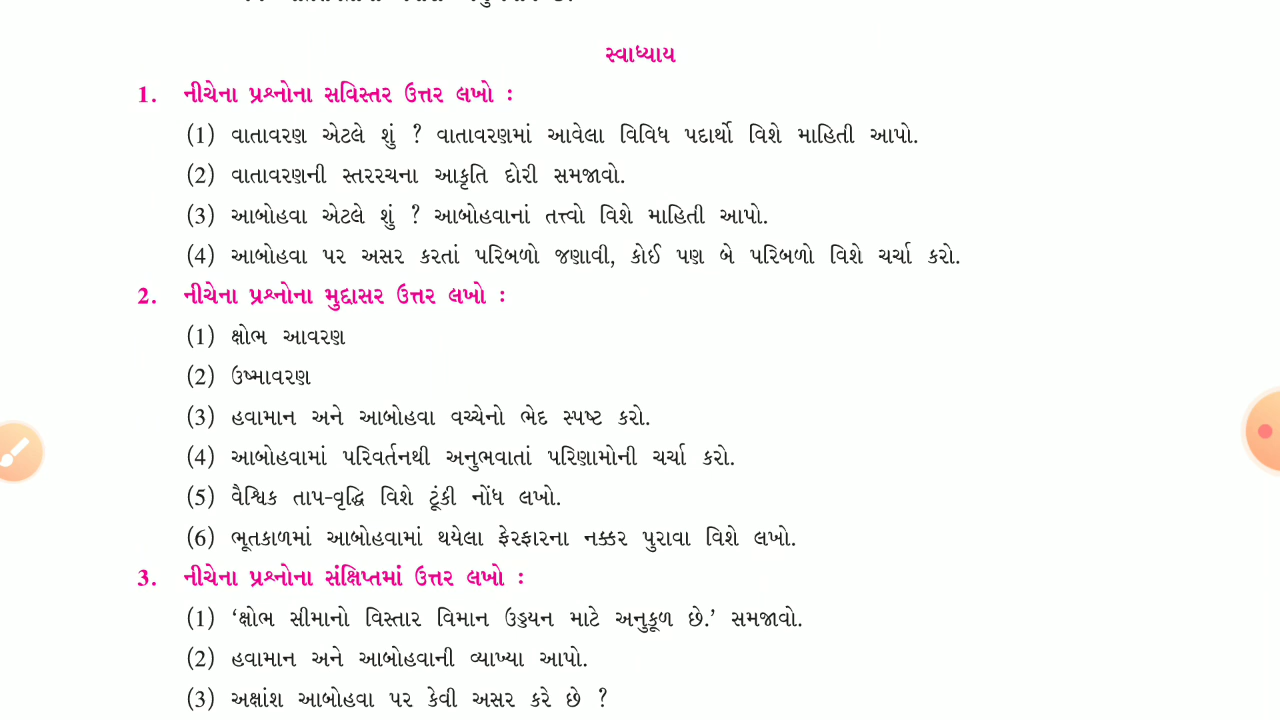 સ્વાધ્યાય
1. નીચેના પ્રશ્નોના સવિસ્તર ઉત્તર લખો :
(1) વાતાવરણ એટલે શું ? વાતાવરણમાં આવેલા વિવિધ પદાર્થો વિશે માહિતી આપો.
(2) વાતાવરણની સ્તરરચના આકૃતિ દોરી સમજાવો.
(3) આબોહવા એટલે શું ? આબોહવાનાં તત્ત્વો વિશે માહિતી આપો.
(4) આબોહવા પર અસર કરતાં પરિબળો જણાવી, કોઈ પણ બે પરિબળો વિશે ચર્ચા કરો.
2. નીચેના પ્રશ્નોના મુદ્દાસર ઉત્તર લખો :
(1) ક્ષોભ આવરણ
(2) ઉષ્માવરણ
(3) હવામાન અને આબોહવા વચ્ચેનો ભેદ સ્પષ્ટ કરો.
(4) આબોહવામાં પરિવર્તનથી અનુભવાતાં પરિણામોની ચર્ચા કરો.
(5) વૈશ્વિક તાપ-વૃદ્ધિ વિશે ટૂંકી નોંધ લખો.
(6) ભૂતકાળમાં આબોહવામાં થયેલા ફેરફારના નક્કર પુરાવા વિશે લખો.
3. નીચેના પ્રશ્નોના સંક્ષિપ્તમાં ઉત્તર લખો :
(1) ‘ક્ષોભ સીમાનો વિસ્તાર વિમાન ઉડ્ડયન માટે અનુકૂળ છે.’ સમજાવો.
(2) હવામાન અને આબોહવાની વ્યાખ્યા આપો.
(3) અક્ષાંશ આબોહવા પર કેવી અસર કરે છે ?